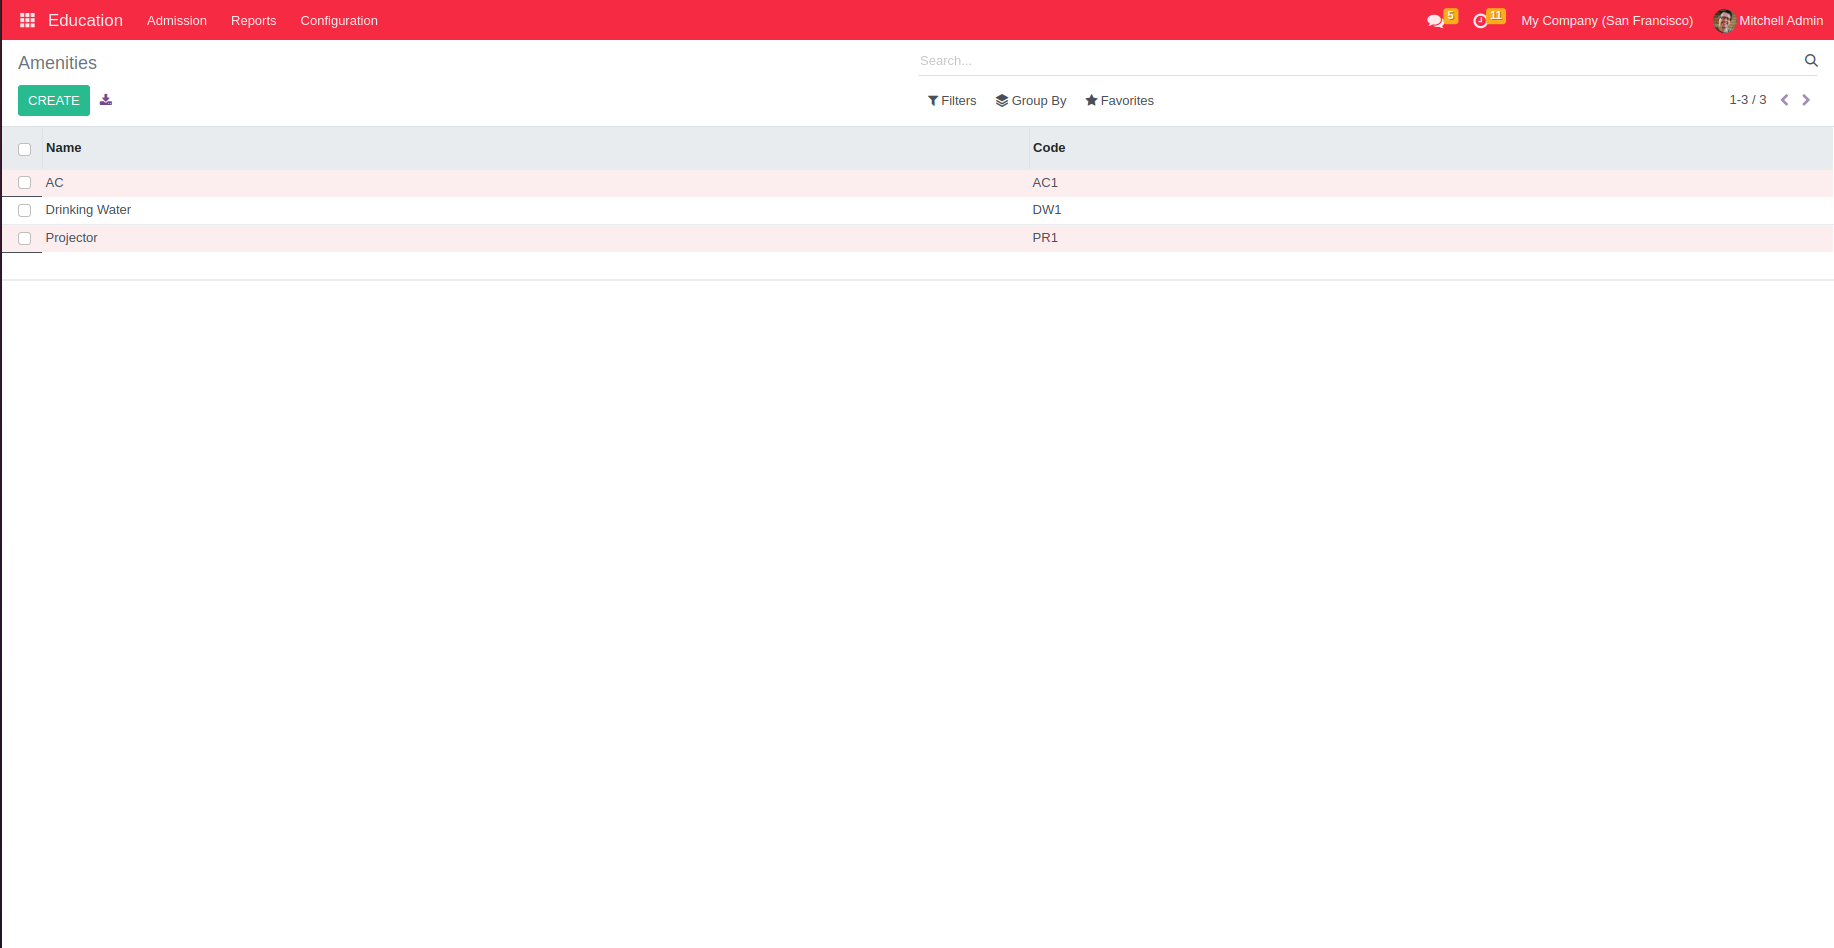 Education Admission Reports Configuration 5 11 My Company (San Francisco) Mitchell Admin
Amenities Search...
CREATE Filters Group By Favorites 1-3 / 3
Name Code
AC AC1
Drinking Water DW1
Projector PR1